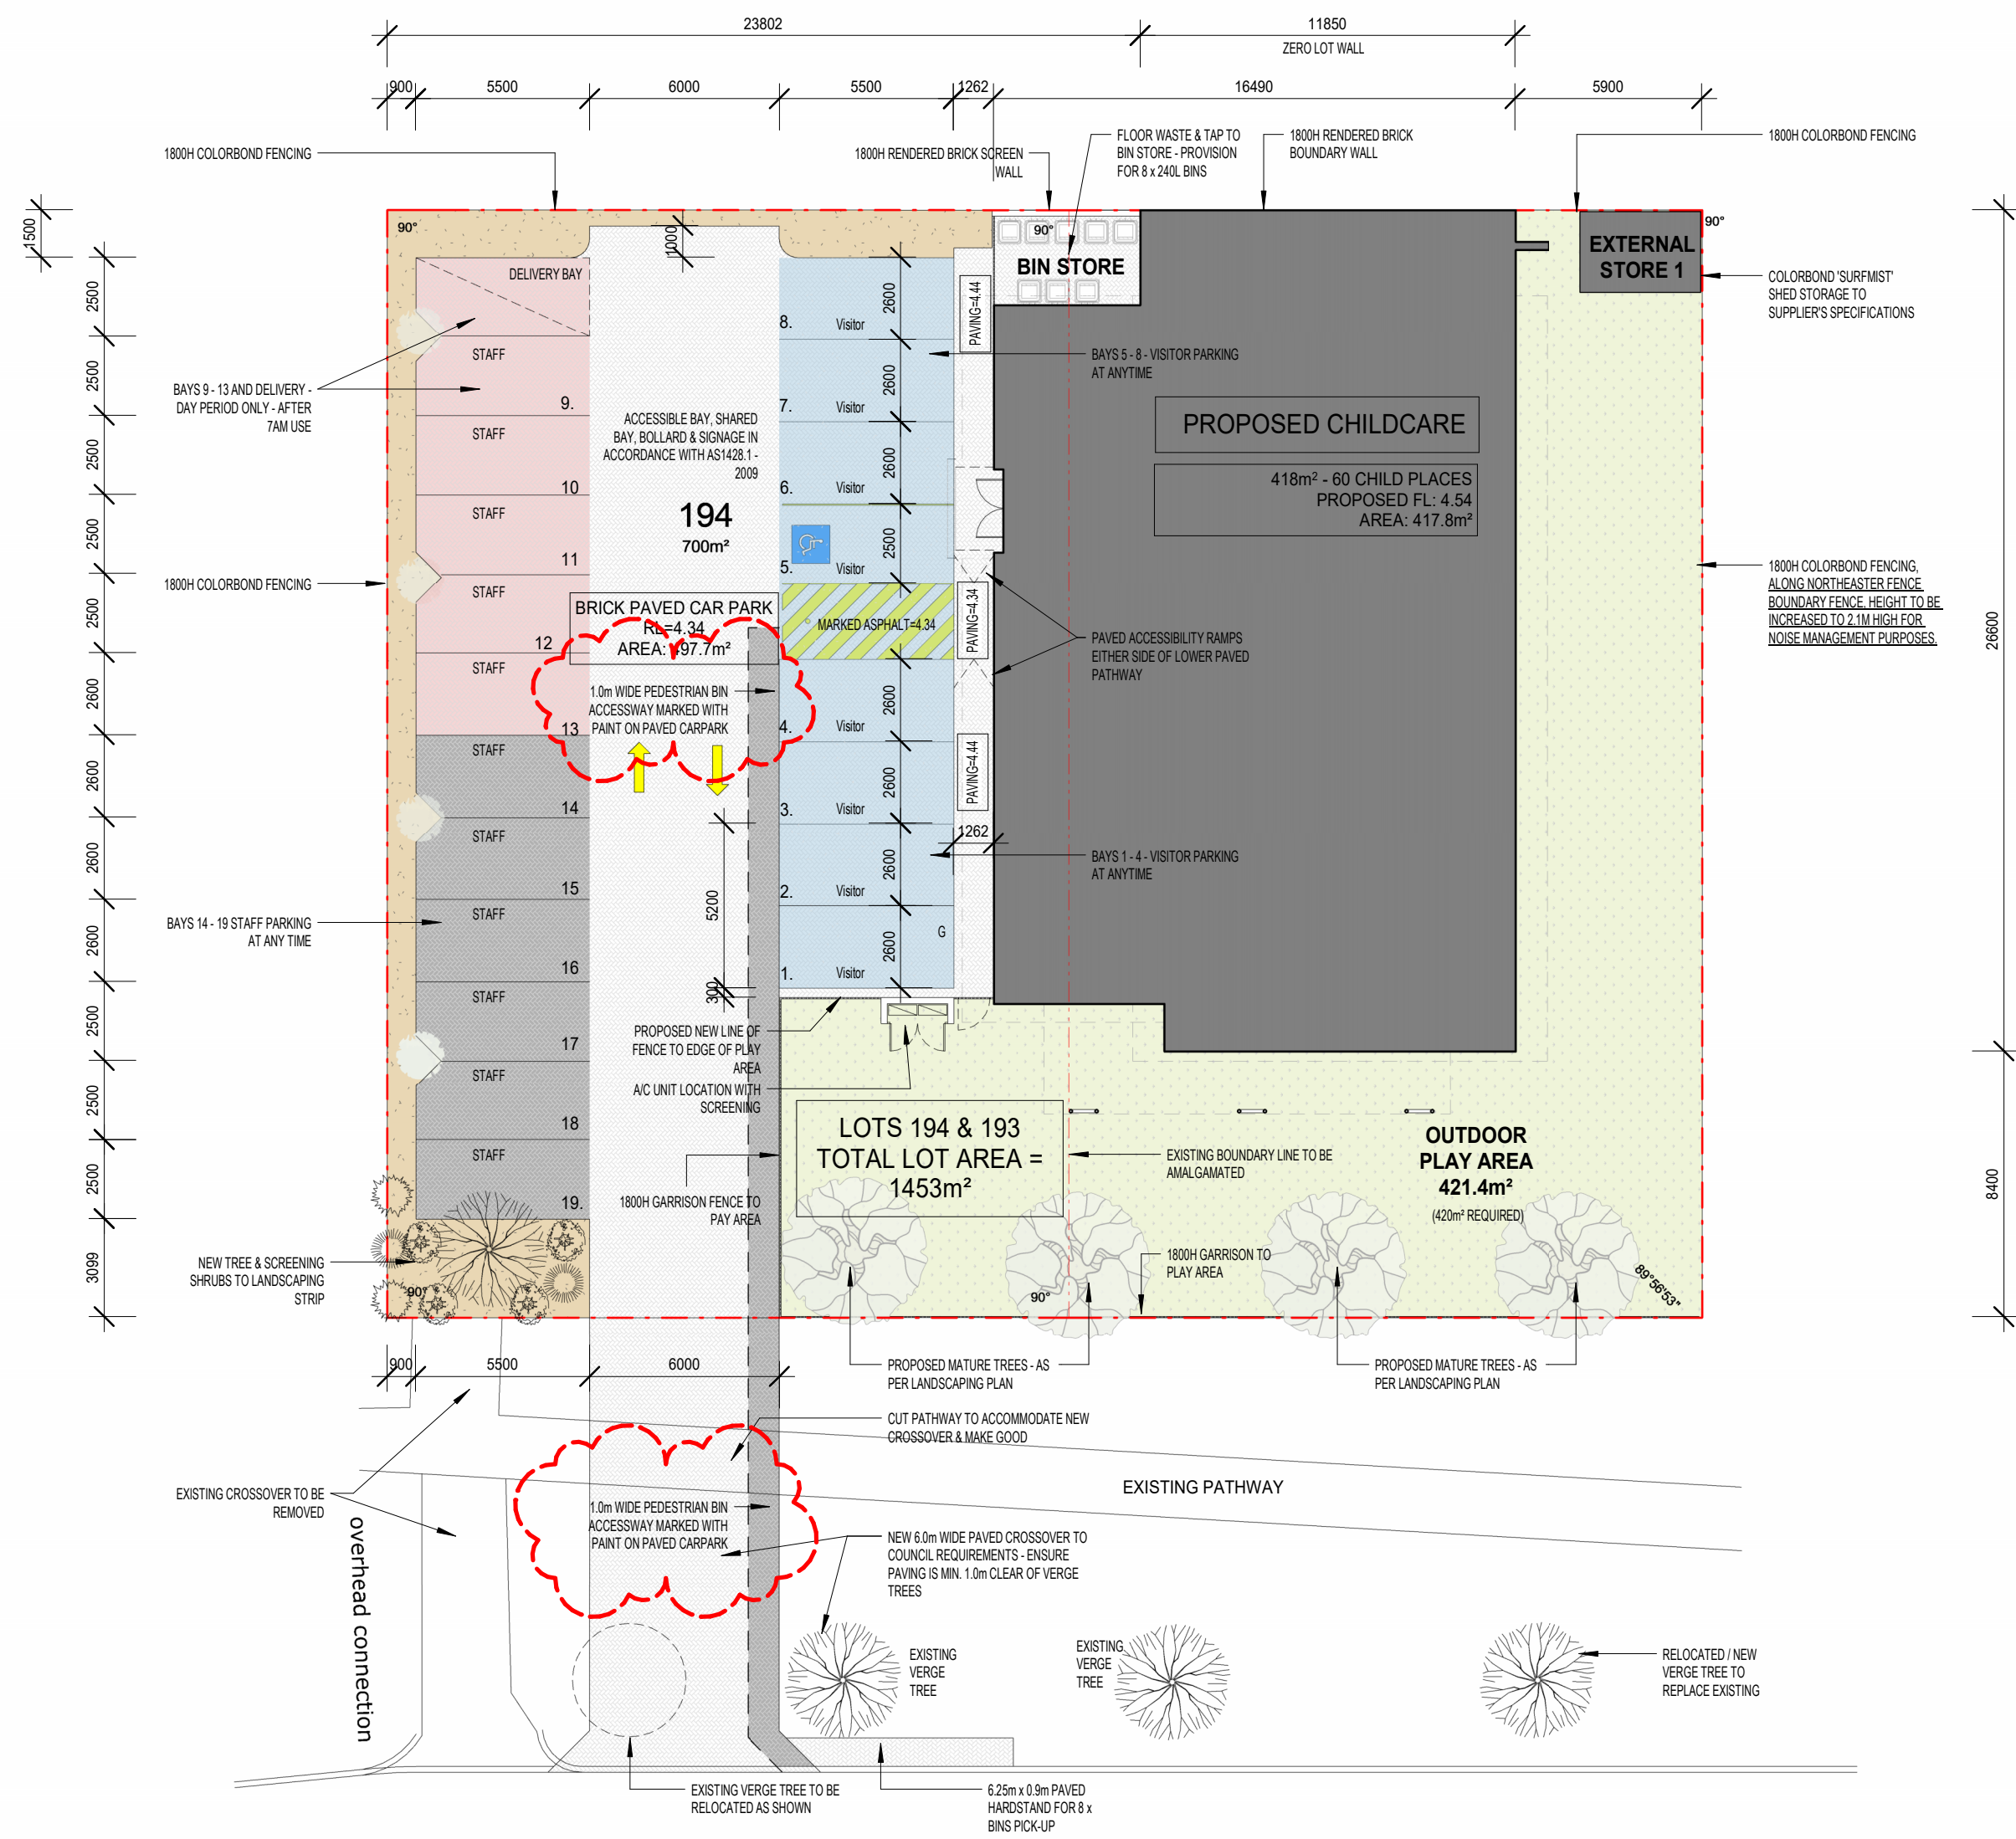 23802
11850
ZERO LOT WALL
900
5500
6000
5500
1262
16490
5900
1800H COLORBOND FENCING
1800H RENDERED BRICK SCREEN
WALL
FLOOR WASTE & TAP TO
BIN STORE - PROVISION
FOR 8 x 240L BINS
1800H RENDERED BRICK
BOUNDARY WALL
1800H COLORBOND FENCING
1500
90°
1000
90°
BIN STORE
EXTERNAL
STORE 1
90°
COLORBOND 'SURFMIST'
SHED STORAGE TO
SUPPLIER'S SPECIFICATIONS
DELIVERY BAY
2500
2500
2500
2500
2500
2600
2600
2600
2600
2500
2500
2500
3099
BAYS 9 - 13 AND DELIVERY -
DAY PERIOD ONLY - AFTER
7AM USE
1800H COLORBOND FENCING
BAYS 14 - 19 STAFF PARKING
AT ANY TIME
STAFF
9.
STAFF
10
STAFF
11
STAFF
12
STAFF
13
STAFF
14
STAFF
15
STAFF
16
STAFF
17
STAFF
18
STAFF
19.
ACCESSIBLE BAY, SHARED
BAY, BOLLARD & SIGNAGE IN
ACCORDANCE WITH AS1428.1 -
2009
194
700m²
BRICK PAVED CAR PARK
RL=4.34
AREA: 497.7m²
1.0m WIDE PEDESTRIAN BIN
ACCESSWAY MARKED WITH
PAINT ON PAVED CARPARK
8.
Visitor
2600
7.
Visitor
2600
6.
Visitor
2600
5.
Visitor
2500
MARKED ASPHALT=4.34
4.
Visitor
2600
3.
Visitor
2600
2.
Visitor
2600
G
1.
Visitor
2600
5200
300
PAVING=4.44
PAVING=4.34
PAVING=4.44
1262
BAYS 5 - 8 - VISITOR PARKING
AT ANYTIME
PROPOSED CHILDCARE
418m² - 60 CHILD PLACES
PROPOSED FL: 4.54
AREA: 417.8m²
PAVED ACCESSIBILITY RAMPS
EITHER SIDE OF LOWER PAVED
PATHWAY
BAYS 1 - 4 - VISITOR PARKING
AT ANYTIME
1800H COLORBOND FENCING,
ALONG NORTHEASTER FENCE
BOUNDARY FENCE, HEIGHT TO BE
INCREASED TO 2.1M HIGH FOR
NOISE MANAGEMENT PURPOSES.
26600
8400
PROPOSED NEW LINE OF
FENCE TO EDGE OF PLAY
AREA
A/C UNIT LOCATION WITH
SCREENING
1800H GARRISON FENCE TO
PAY AREA
LOTS 194 & 193
TOTAL LOT AREA =
1453m²
EXISTING BOUNDARY LINE TO BE
AMALGAMATED
OUTDOOR
PLAY AREA
421.4m²
(420m² REQUIRED)
1800H GARRISON TO
PLAY AREA
90°
89°56'53"
NEW TREE & SCREENING
SHRUBS TO LANDSCAPING
STRIP
90°
900
5500
6000
PROPOSED MATURE TREES - AS
PER LANDSCAPING PLAN
PROPOSED MATURE TREES - AS
PER LANDSCAPING PLAN
CUT PATHWAY TO ACCOMMODATE NEW
CROSSOVER & MAKE GOOD
EXISTING PATHWAY
EXISTING CROSSOVER TO BE
REMOVED
overhead connection
1.0m WIDE PEDESTRIAN BIN
ACCESSWAY MARKED WITH
PAINT ON PAVED CARPARK
NEW 6.0m WIDE PAVED CROSSOVER TO
COUNCIL REQUIREMENTS - ENSURE
PAVING IS MIN. 1.0m CLEAR OF VERGE
TREES
EXISTING
VERGE
TREE
EXISTING
VERGE
TREE
RELOCATED / NEW
VERGE TREE TO
REPLACE EXISTING
EXISTING VERGE TREE TO BE
RELOCATED AS SHOWN
6.25m x 0.9m PAVED
HARDSTAND FOR 8 x
BINS PICK-UP